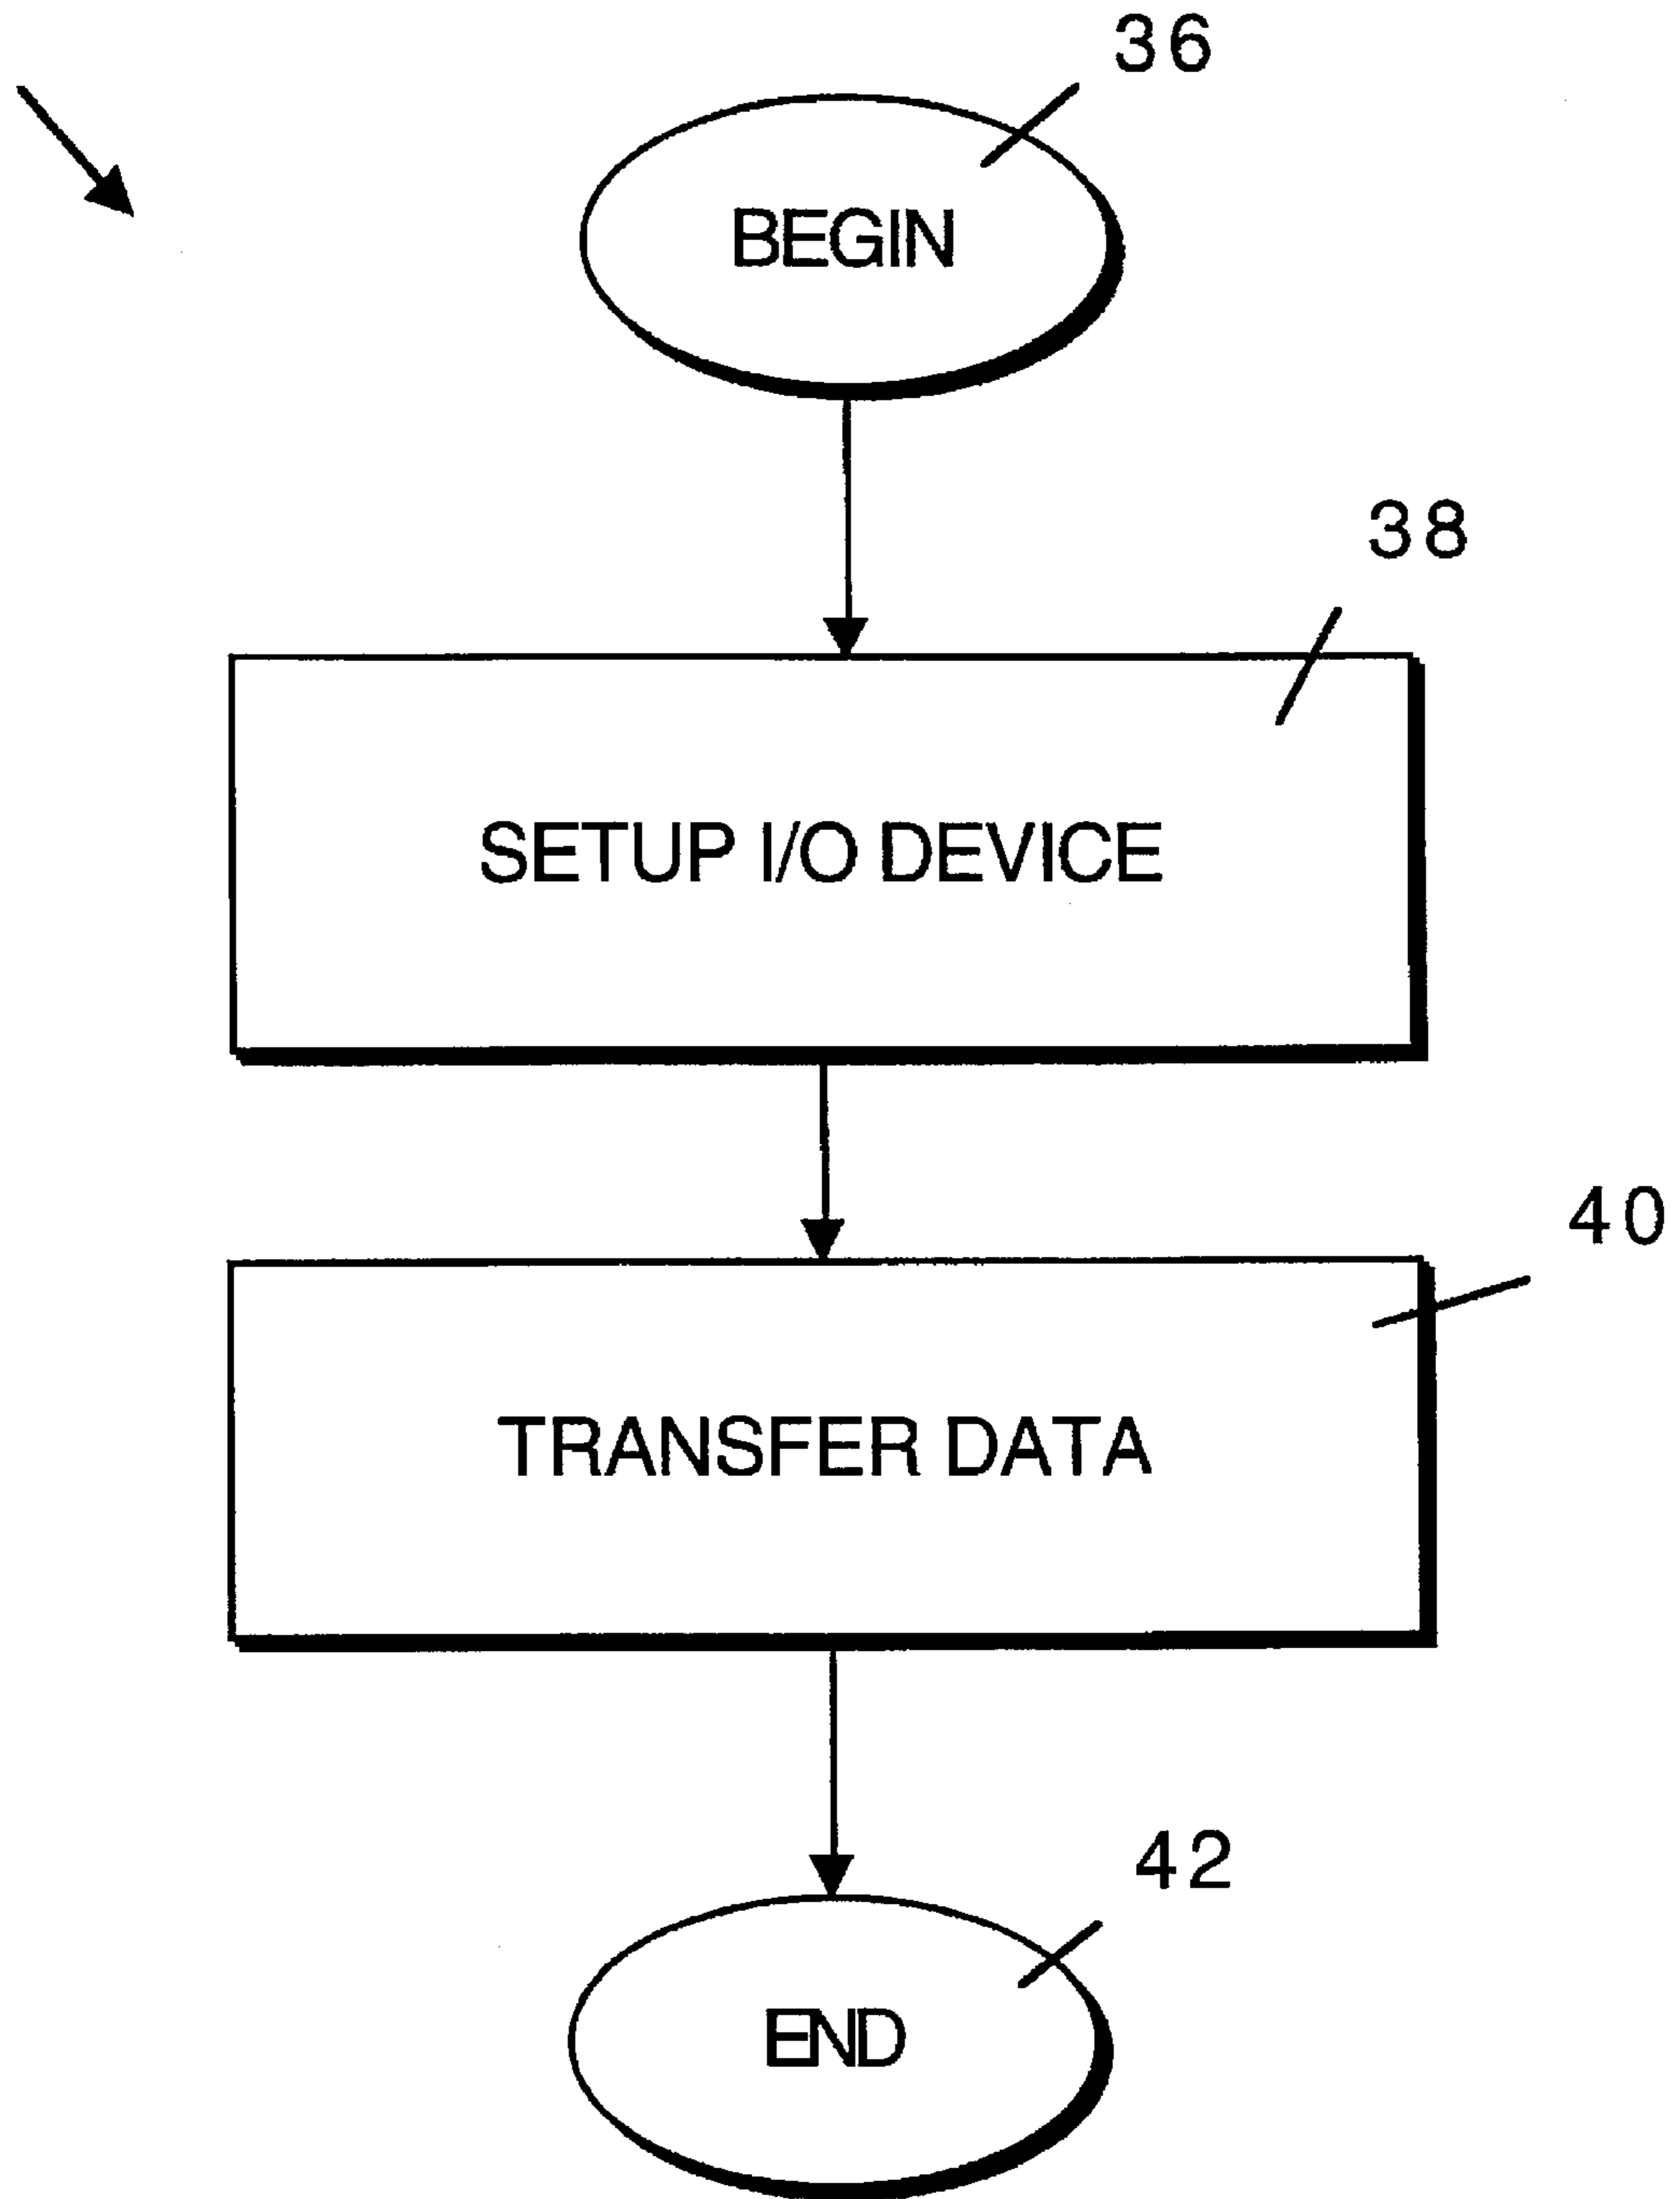 36
BEGIN
38
SETUP I/O DEVICE
40
TRANSFER DATA
42
END